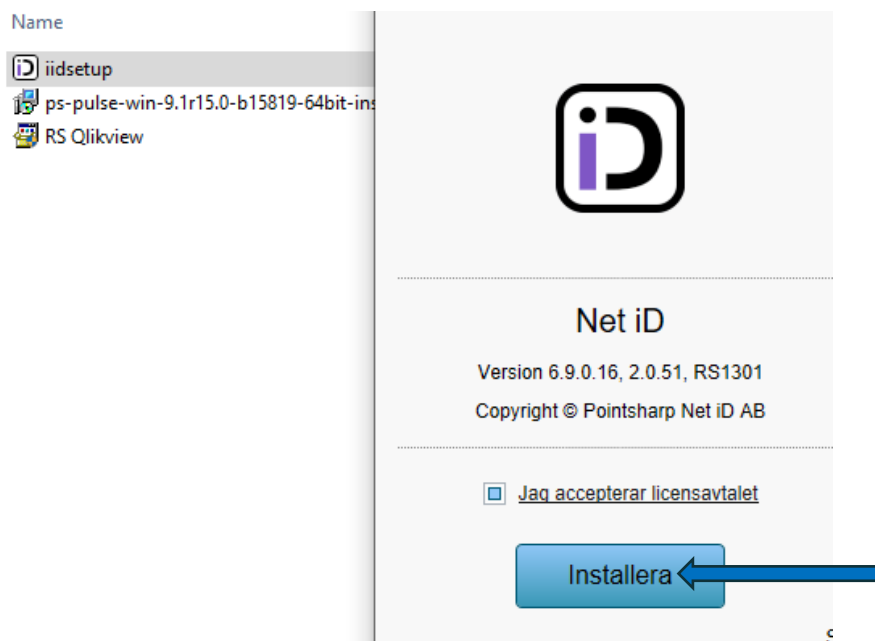 Name
iidsetup
ps-pulse-win-9.1r15.0-b15819-64bit-ins
RS Qlikview
iD
Net iD
Version 6.9.0.16, 2.0.51, RS1301
Copyright © Pointsharp Net iD AB
Jag accepterar licensavtalet
Installera